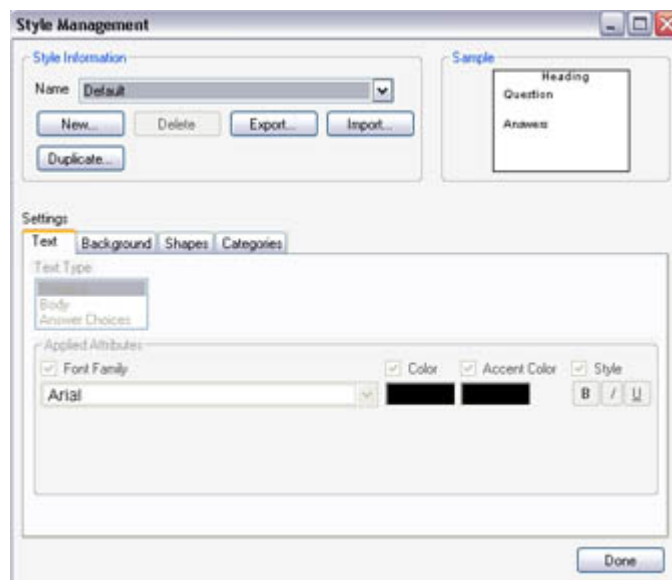 Style Management
Style Information
Name Default
New... Delete Export... Import...
Duplicate...
Sample
Heading
Question
Answers
Settings
Text Background Shapes Categories
Text Type
Body
Answer Choices
Applied Attributes
Font Family Color Accent Color Style
Arial B I U
Done